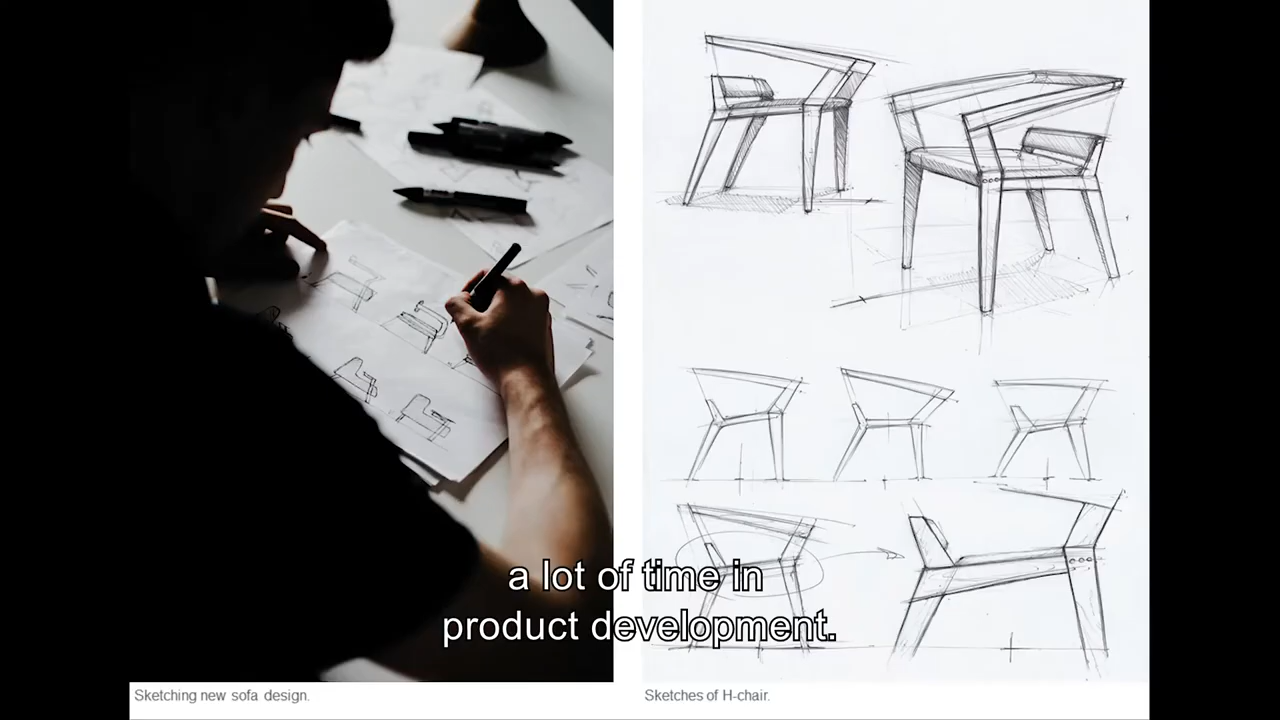 a lot of time in
product development.
Sketching new sofa design.
Sketches of H-chair.